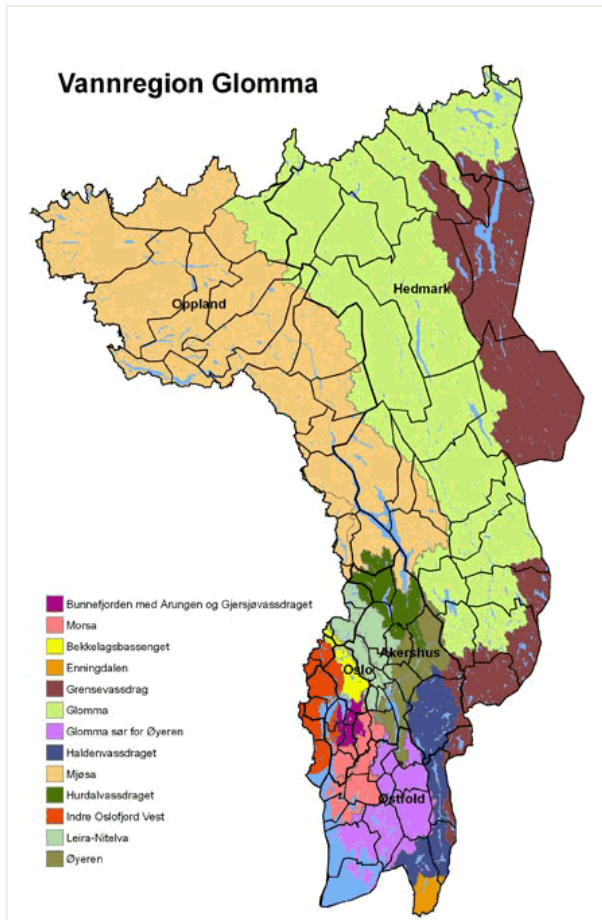 Vannregion Glomma
Hedmark
Oppland
Akershus
Oslo
Østfold
Bunnefjorden med Årungen og Gjersjøvassdraget
Morsa
Bekkelagsbassenget
Enningdalen
Grensevassdrag
Glomma
Glomma sør for Øyeren
Haldenvassdraget
Mjøsa
Hurdalvassdraget
Indre Oslofjord Vest
Leira-Nitelva
Øyeren